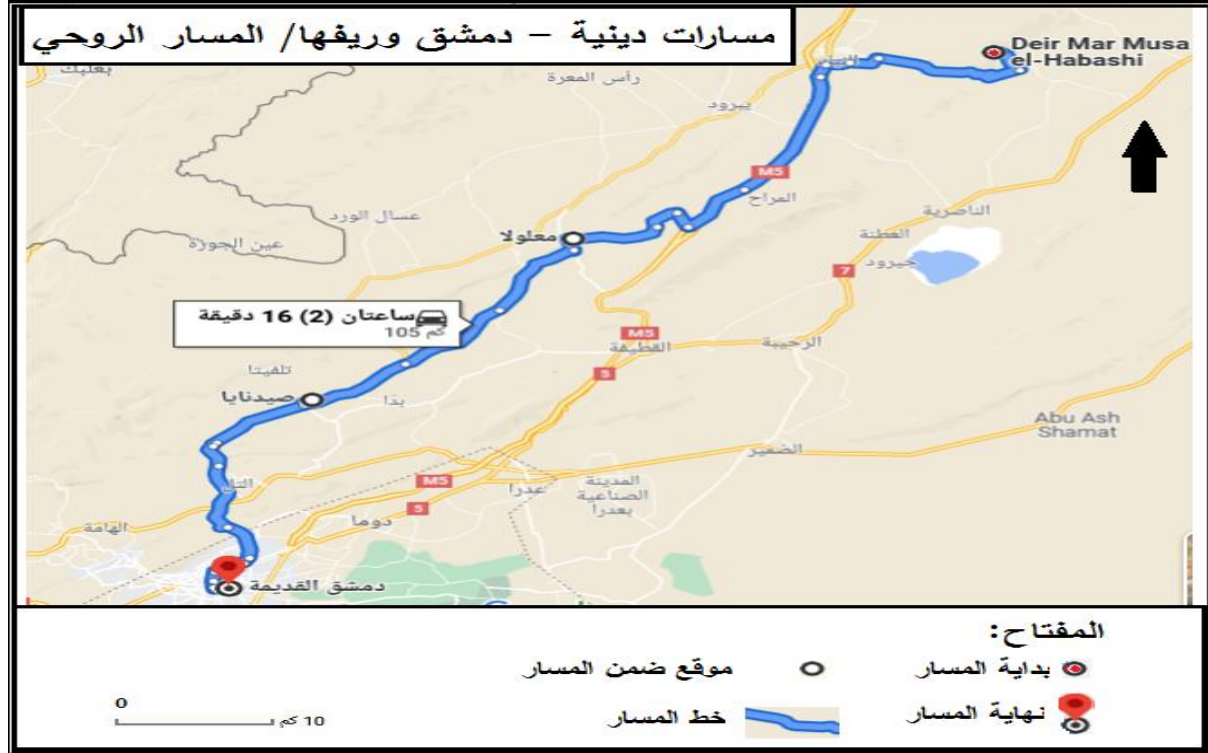 مسارات دينية – دمشق وريفها/ المسار الروحي
بعلبك
رأس المعرة
Deir Mar Musa
el-Habashi
يبرود
M5
المراح
عسال الورد
عين الجوزة
معلولا
الناصرية
العطنة
جيرود
7
ساعتان (2) 16 دقيقة
105 كم
M5
القطيفة
الرحيبة
5
تلفيتا
صيدنايا
بدا
Abu Ash
Shamat
الضمير
التل
M5
عدرا
المدينة
الصناعية
بعدرا
5
دوما
الهامة
دمشق القديمة
المفتاح:
بداية المسار
موقع ضمن المسار
نهاية المسار
خط المسار
0
10 كم